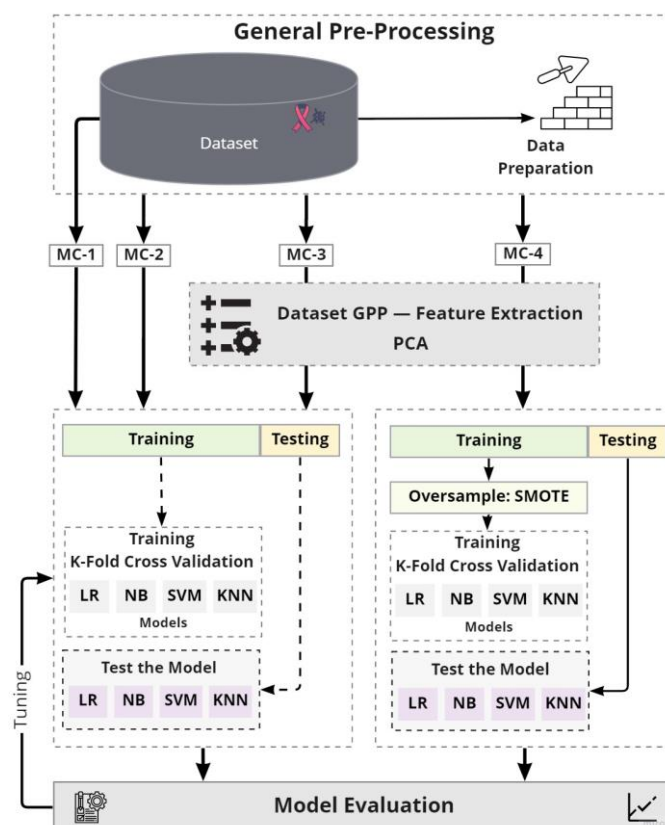 General Pre-Processing
Dataset
Data
Preparation
MC-1
MC-2
MC-3
MC-4
Dataset GPP — Feature Extraction
PCA
Training
Testing
Training
K-Fold Cross Validation
LR NB SVM KNN
Models
Test the Model
LR NB SVM KNN
Training
Testing
Oversample: SMOTE
Training
K-Fold Cross Validation
LR NB SVM KNN
Models
Test the Model
LR NB SVM KNN
Tuning
Model Evaluation